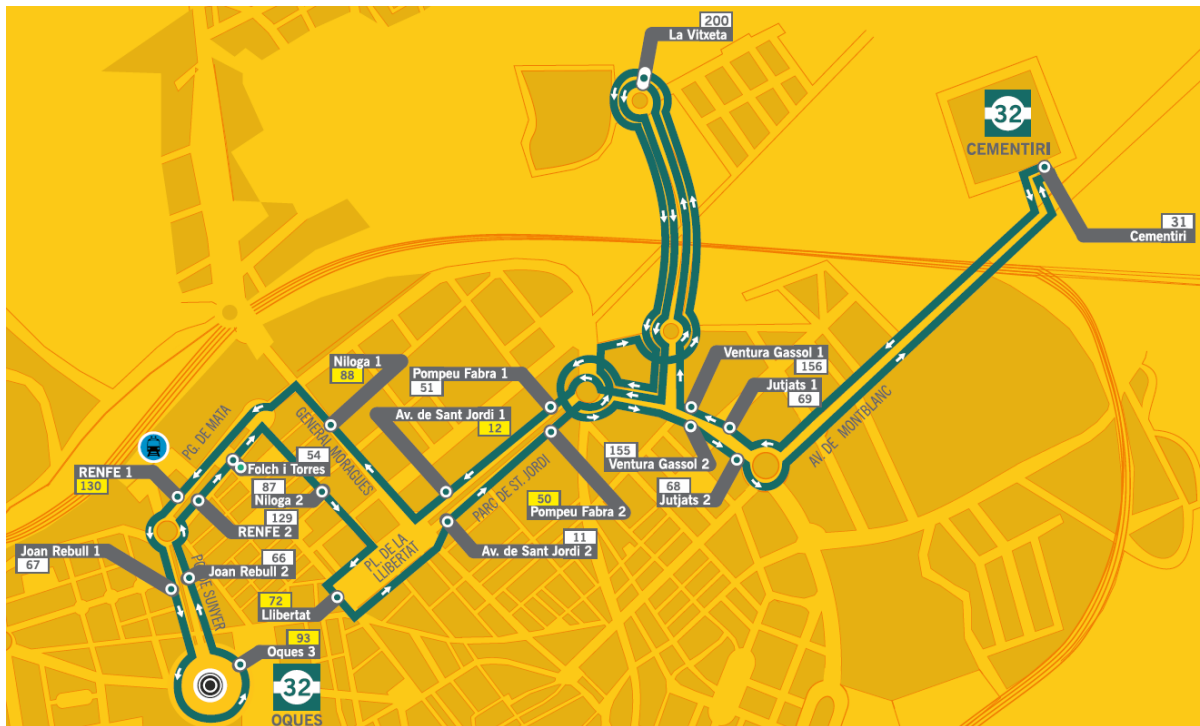 200
La Vitxeta
32
CEMENTIRI
31
Cementiri
Niloga 1
88
Pompeu Fabra 1
51
Av. de Sant Jordi 1
12
Ventura Gassol 1
156
Jutjats 1
69
PG. DE MATA
GENERAL MORAGUES
AV. DE MONTBLANC
RENFE 1
130
54
Folch i Torres
87
Niloga 2
129
RENFE 2
155
Ventura Gassol 2
68
Jutjats 2
PARC DE ST. JORDI
50
Pompeu Fabra 2
11
Av. de Sant Jordi 2
PL. DE LA
LLIBERTAT
Joan Rebull 1
67
66
Joan Rebull 2
SUNYER
72
Llibertat
93
Oques 3
32
OQUES